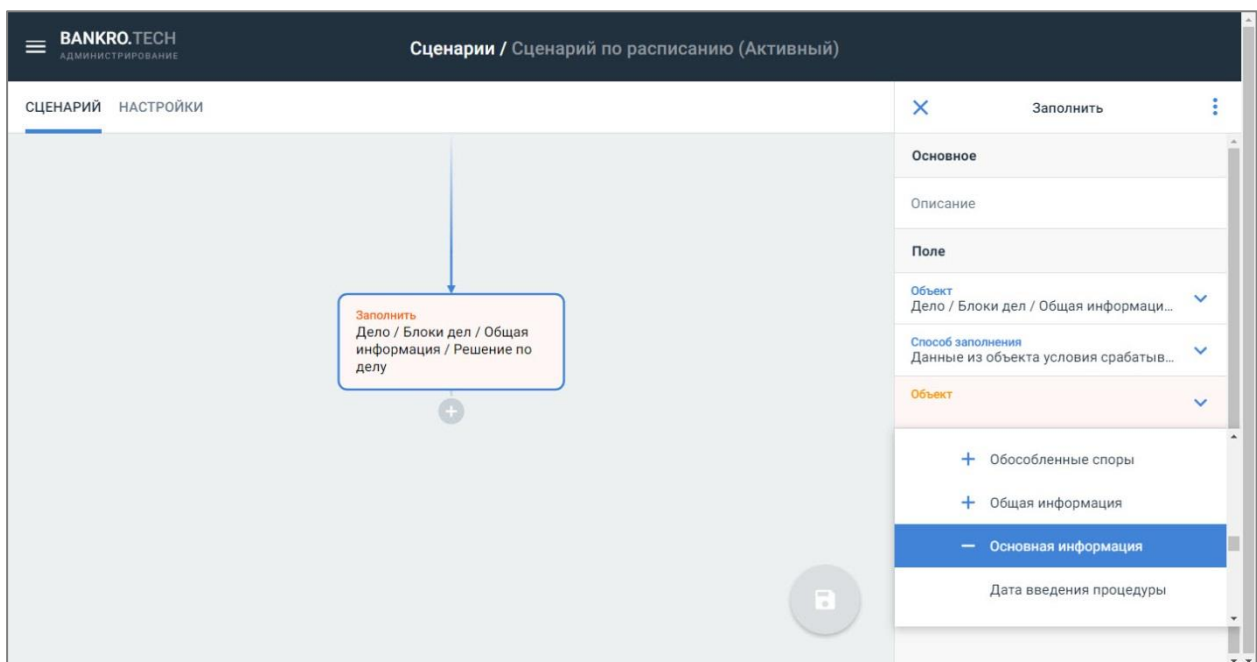 BANKRO.TECH
АДМИНИСТРИРОВАНИЕ
Сценарии / Сценарий по расписанию (Активный)
СЦЕНАРИЙ НАСТРОЙКИ
Заполнить
Дело / Блоки дел / Общая
информация / Решение по
делу
Заполнить
Основное
Описание
Поле
Объект
Дело / Блоки дел / Общая информаци...
Способ заполнения
Данные из объекта условия срабатыв...
Объект
Обособленные споры
Общая информация
Основная информация
Дата введения процедуры